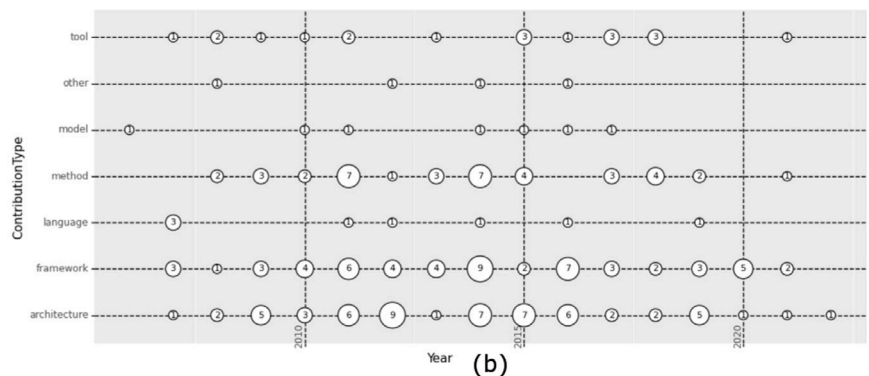 tool 1 2 1 1 2 1 3 1 3 3 1
other 1 1 1 1
model 1 1 1 1 1 1 1
method 2 3 2 7 1 3 7 4 3 4 2 1
language 3 1 1 1 1 1
framework 3 1 3 4 6 4 4 9 2 7 3 2 3 5 2
architecture 1 2 5 3 6 9 1 7 7 6 2 2 5 1 1 1
ContributionType
2010 2015 2020
Year
(b)